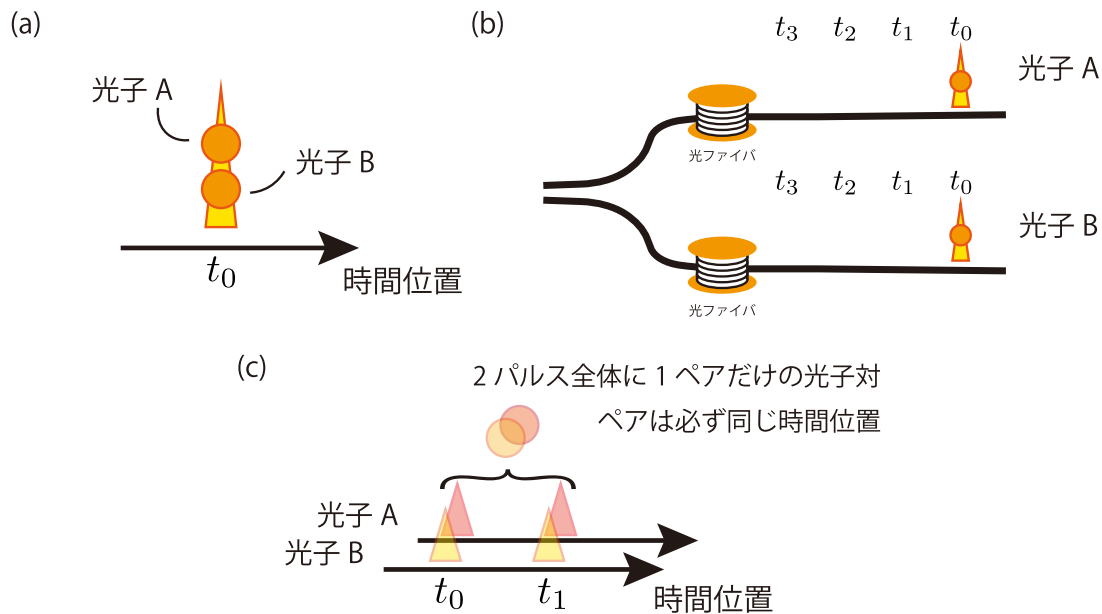 (a)
光子 A
光子 B
t0
時間位置
(b)
t3 t2 t1 t0
光子 A
光ファイバ
t3 t2 t1 t0
光子 B
光ファイバ
(c)
2 パルス全体に 1 ペアだけの光子対
ペアは必ず同じ時間位置
光子 A
光子 B
t0 t1
時間位置